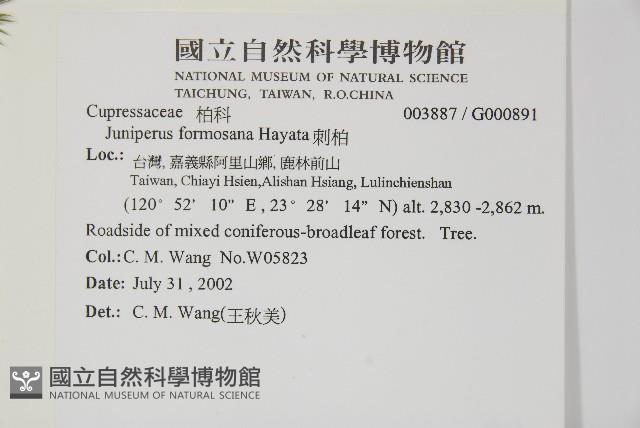 國立自然科學博物館
NATIONAL MUSEUM OF NATURAL SCIENCE
TAICHUNG, TAIWAN, R.O.CHINA
Cupressaceae 柏科 003887 / G000891
Juniperus formosana Hayata 刺柏
Loc.: 台灣, 嘉義縣阿里山鄉, 鹿林前山
Taiwan, Chiayi Hsien,Alishan Hsiang, Lulinchienshan
(120° 52' 10" E , 23° 28' 14" N) alt. 2,830 -2,862 m.
Roadside of mixed coniferous-broadleaf forest. Tree.
Col.: C. M. Wang No.W05823
Date: July 31 , 2002
Det.: C. M. Wang(王秋美)
國立自然科學博物館
NATIONAL MUSEUM OF NATURAL SCIENCE